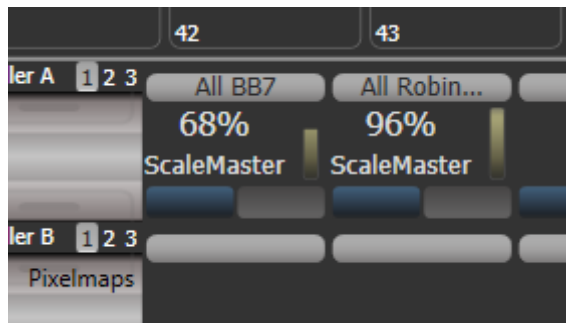 42 43
ler A 1 2 3
All BB7 All Robin...
68% 96%
ScaleMaster ScaleMaster
ler B 1 2 3
Pixelmaps